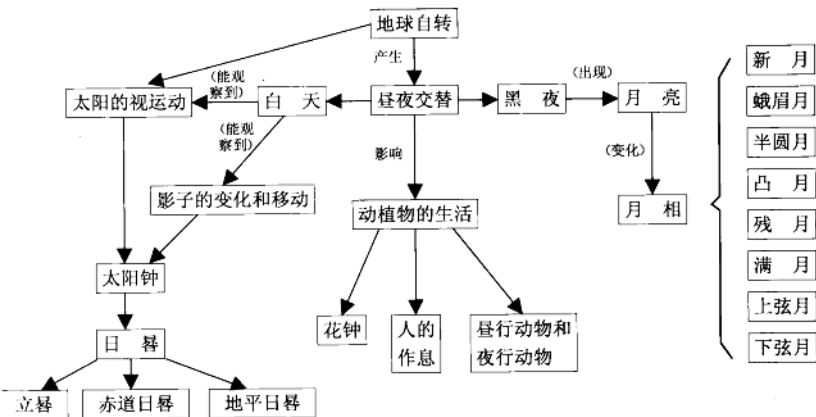 地球自转
产生
(能观
察到)
(出现)
太阳的视运动
白 天
昼夜交替
黑 夜
月 亮
(能观
察到)
影响
(变化)
影子的变化和移动
动植物的生活
月 相
太阳钟
花钟
人的
作息
昼行动物和
夜行动物
日 晷
立晷
赤道日晷
地平日晷
新 月
蛾眉月
半圆月
凸 月
残 月
满 月
上弦月
下弦月